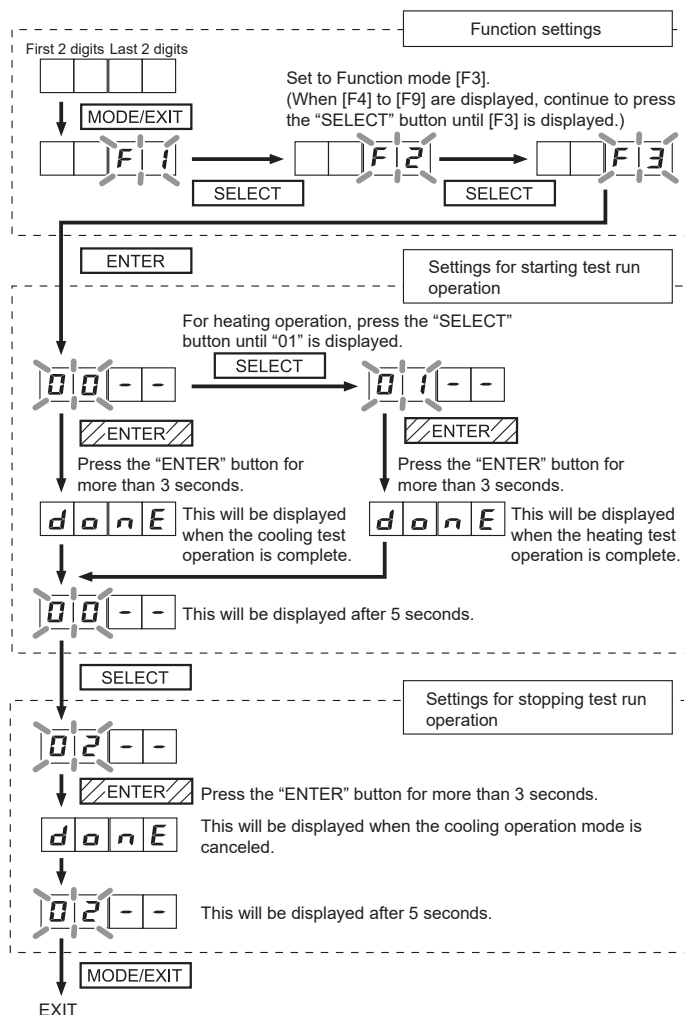 Function settings
First 2 digits Last 2 digits
Set to Function mode [F3].
(When [F4] to [F9] are displayed, continue to press
the “SELECT” button until [F3] is displayed.)
MODE/EXIT
F 1
F 2
F 3
SELECT
SELECT
ENTER
Settings for starting test run
operation
For heating operation, press the “SELECT”
button until “01” is displayed.
SELECT
0 0 - -
0 1 - -
ENTER
ENTER
Press the “ENTER” button for
more than 3 seconds.
Press the “ENTER” button for
more than 3 seconds.
d o n E
This will be displayed
when the cooling test
operation is complete.
d o n E
This will be displayed
when the heating test
operation is complete.
0 0 - -
This will be displayed after 5 seconds.
SELECT
Settings for stopping test run
operation
0 2 - -
ENTER
Press the “ENTER” button for more than 3 seconds.
d o n E
This will be displayed when the cooling operation mode is
canceled.
0 2 - -
This will be displayed after 5 seconds.
MODE/EXIT
EXIT